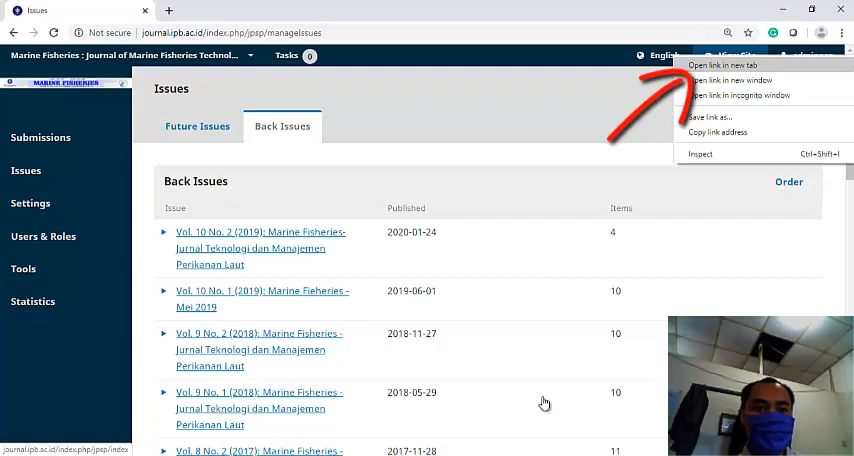 Issues
Not secure
journal.ipb.ac.id/index.php/jpsp/manageIssues
Marine Fisheries : Journal of Marine Fisheries Technol...
Tasks 0
English
Open link in new tab
Open link in new window
Open link in incognito window
Save link as...
Copy link address
Inspect Ctrl+Shift+I
MARINE FISHERIES
Submissions
Issues
Settings
Users & Roles
Tools
Statistics
Issues
Future Issues
Back Issues
Back Issues
Order
Issue Published Items
Vol. 10 No. 2 (2019): Marine Fisheries- 2020-01-24 4
Jurnal Teknologi dan Manajemen
Perikanan Laut
Vol. 10 No. 1 (2019): Marine Fieheries - 2019-06-01 10
Mei 2019
Vol. 9 No. 2 (2018): Marine Fisheries - 2018-11-27 10
Jurnal Teknologi dan Manajemen
Perikanan Laut
Vol. 9 No. 1 (2018): Marine Fisheries - 2018-05-29 10
Jurnal Teknologi dan Manajemen
Perikanan Laut
Vol. 8 No. 2 (2017): Marine Fisheries - 2017-11-28 11
journal.ipb.ac.id/index.php/jpsp/index